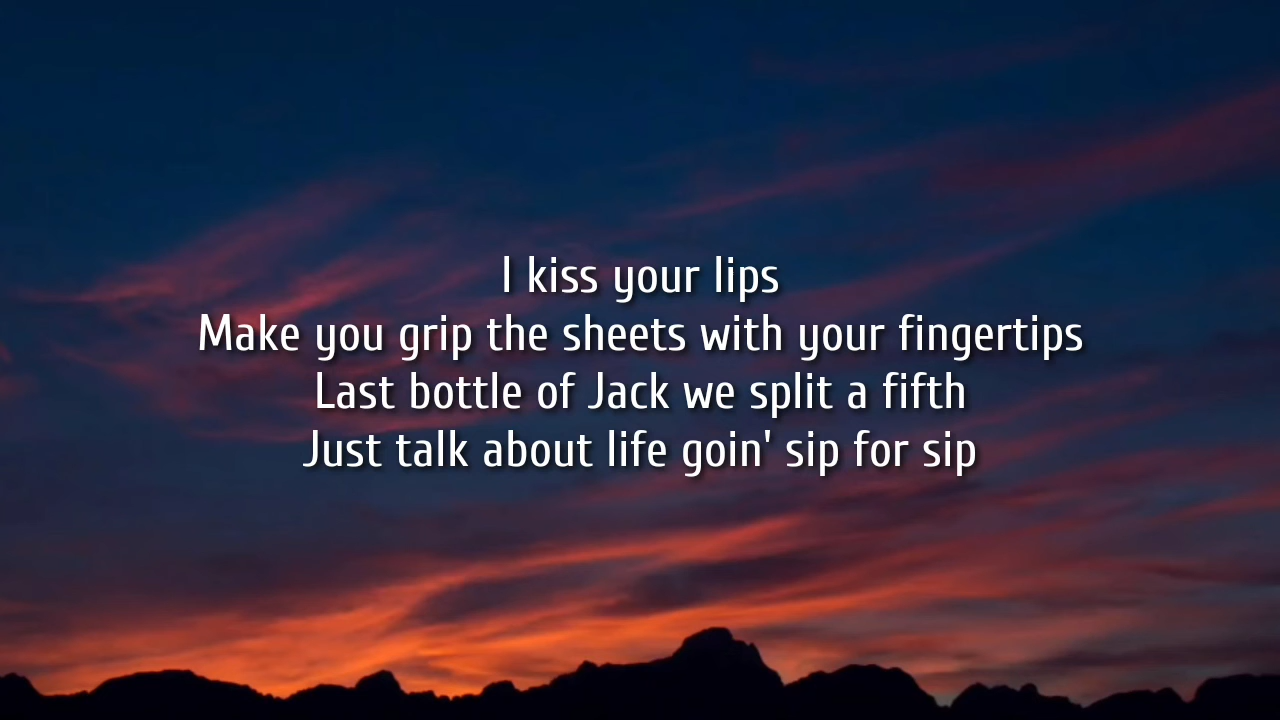 I kiss your lips
Make you grip the sheets with your fingertips
Last bottle of Jack we split a fifth
Just talk about life goin' sip for sip